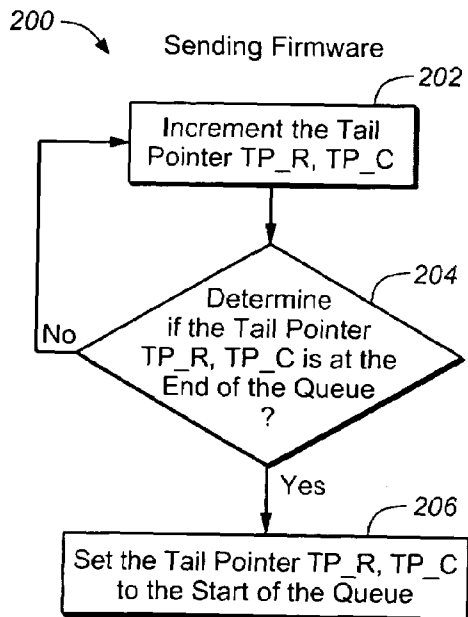 200
Sending Firmware
202
Increment the Tail
Pointer TP_R, TP_C
204
Determine
if the Tail Pointer
TP_R, TP_C is at the
End of the Queue
?
No
Yes
206
Set the Tail Pointer TP_R, TP_C
to the Start of the Queue